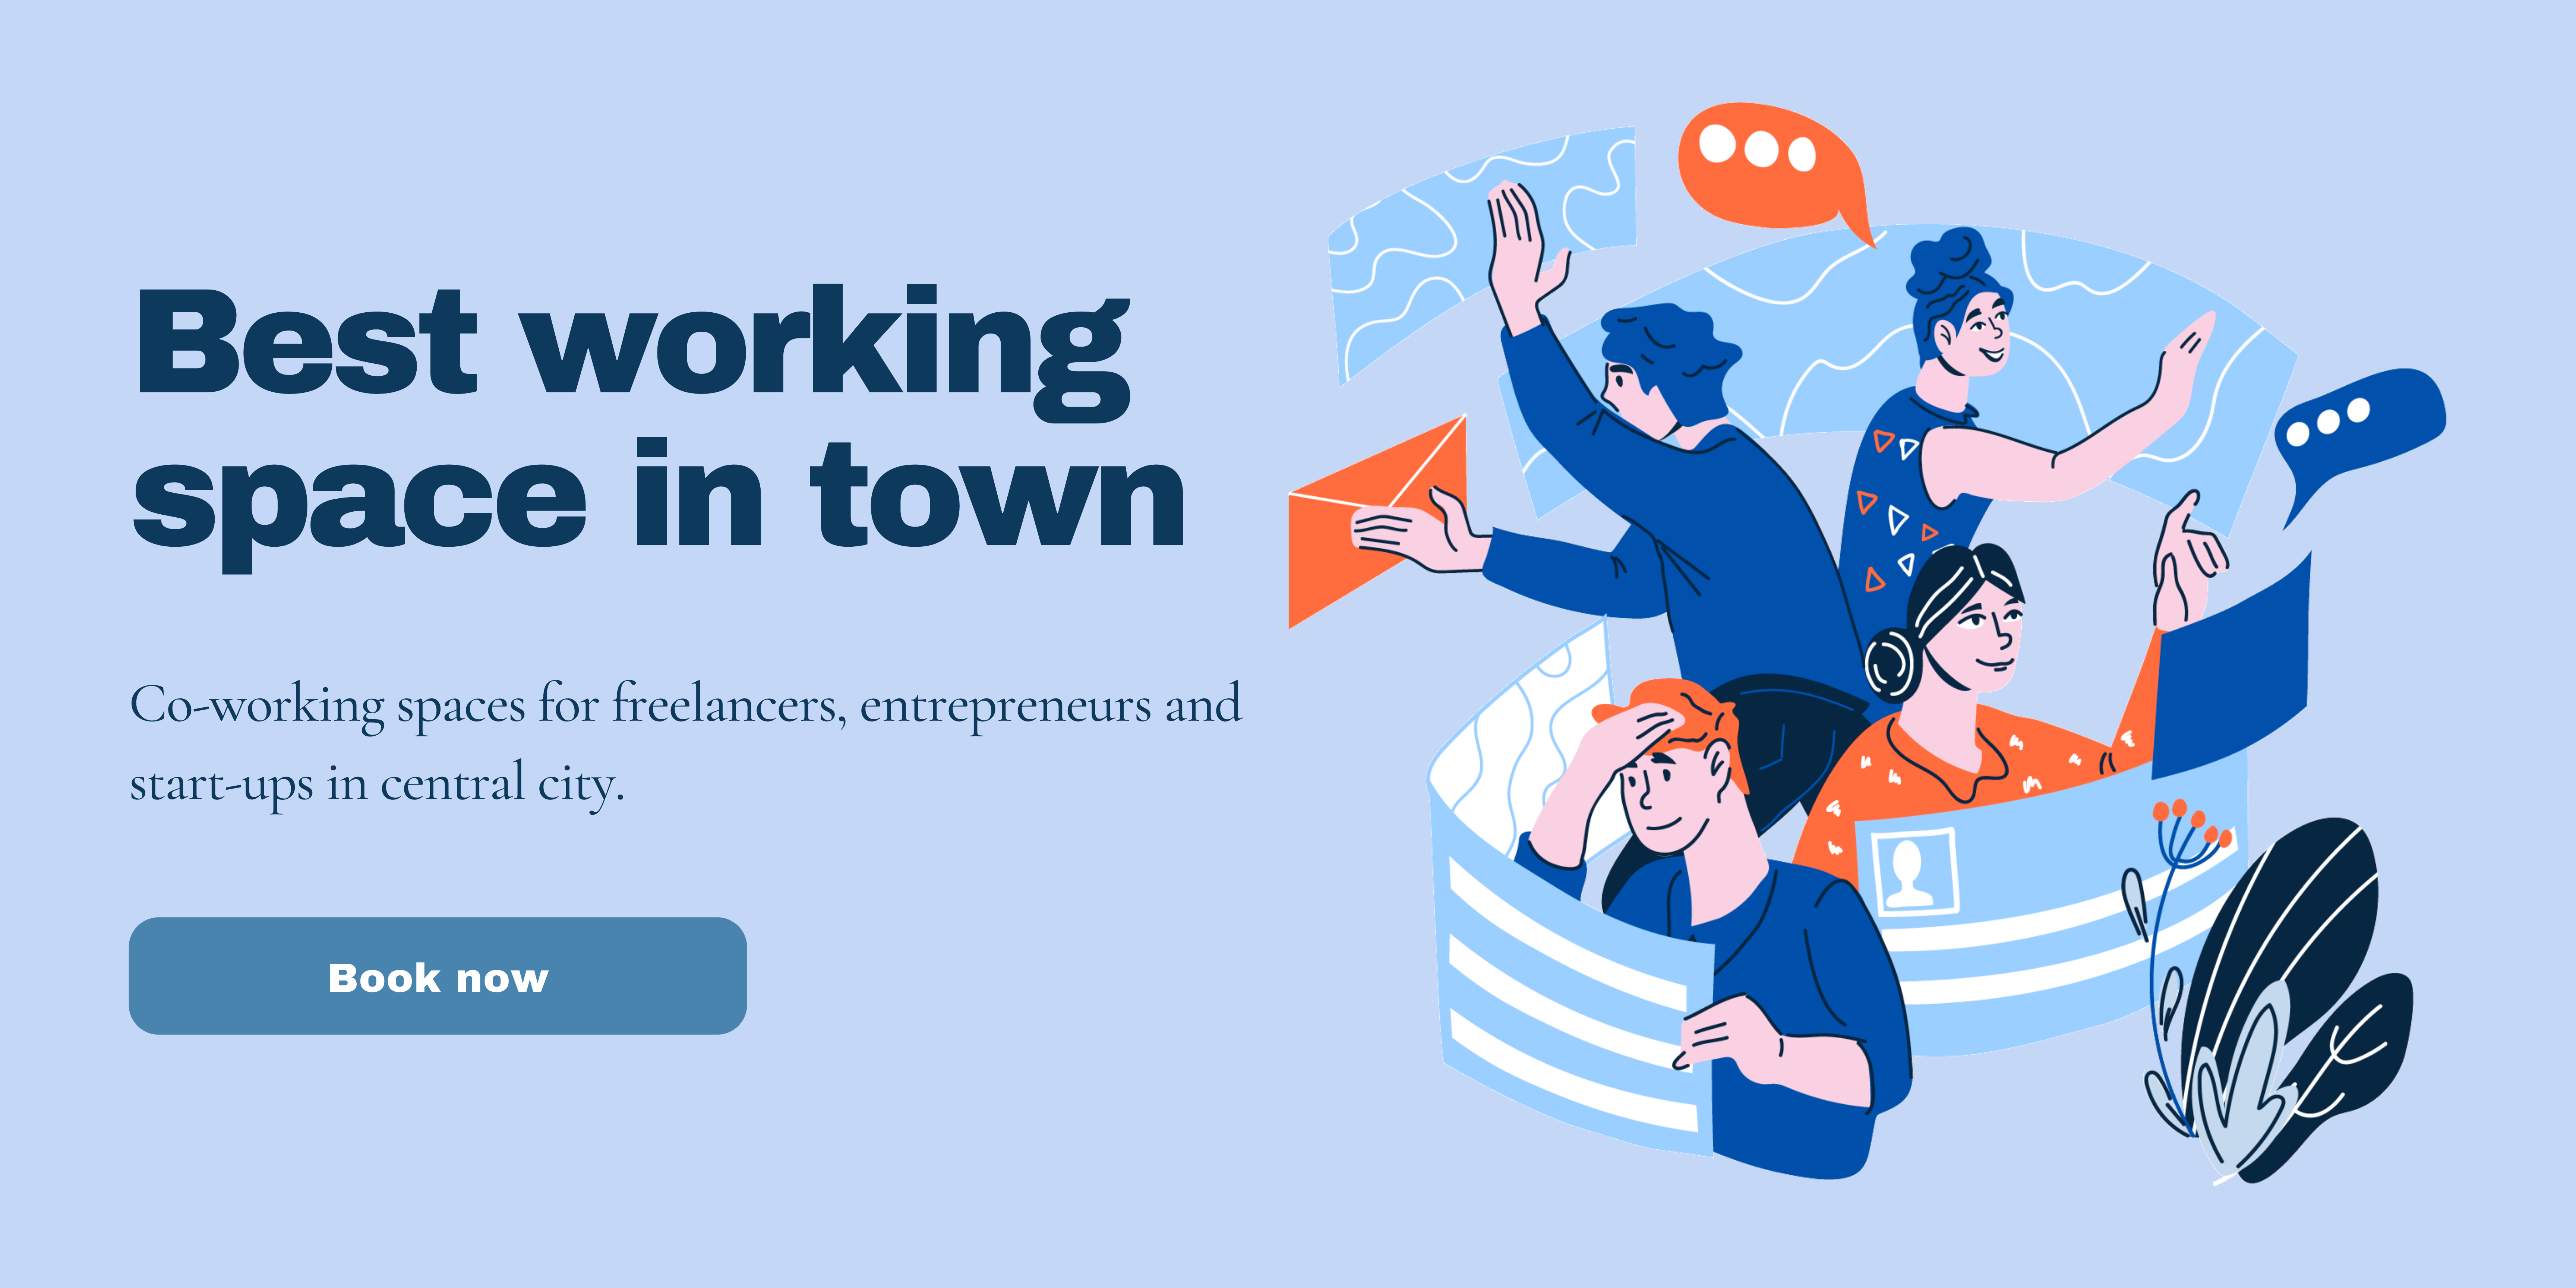 Best working
space in town
Co-working spaces for freelancers, entrepreneurs and
start-ups in central city.
Book now